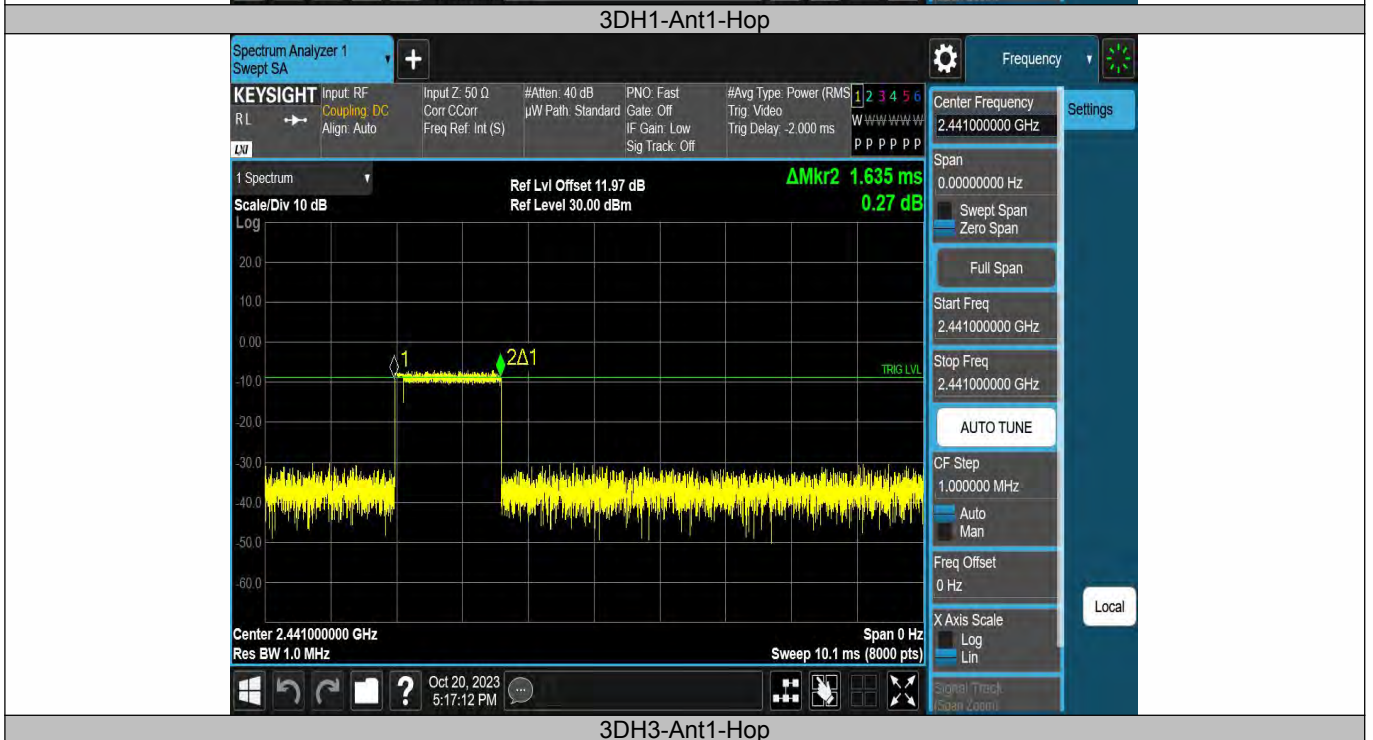 3DH1-Ant1-Hop
Spectrum Analyzer 1
Swept SA
+
Frequency
KEYSIGHT
RL
LXI
Input: RF
Coupling: DC
Align: Auto
Input Z: 50 Ω
Corr CCorr
Freq Ref: Int (S)
#Atten: 40 dB
µW Path: Standard
PNO: Fast
Gate: Off
IF Gain: Low
Sig Track: Off
#Avg Type: Power (RMS
Trig: Video
Trig Delay: -2.000 ms
1 2 3 4 5 6
W W W W W W
P P P P P P
Center Frequency
2.441000000 GHz
Settings
Span
0.00000000 Hz
Swept Span
Zero Span
Full Span
Start Freq
2.441000000 GHz
Stop Freq
2.441000000 GHz
AUTO TUNE
CF Step
1.000000 MHz
Auto
Man
Freq Offset
0 Hz
X Axis Scale
Log
Lin
Signal Track
(Span Zoom)
Local
1 Spectrum
Scale/Div 10 dB
Log
Ref Lvl Offset 11.97 dB
Ref Level 30.00 dBm
ΔMkr2 1.635 ms
0.27 dB
20.0
10.0
0.00
-10.0
-20.0
-30.0
-40.0
-50.0
-60.0
1
2Δ1
TRIG LVL
Center 2.441000000 GHz
Res BW 1.0 MHz
Span 0 Hz
Sweep 10.1 ms (8000 pts)
?
Oct 20, 2023
5:17:12 PM
3DH3-Ant1-Hop